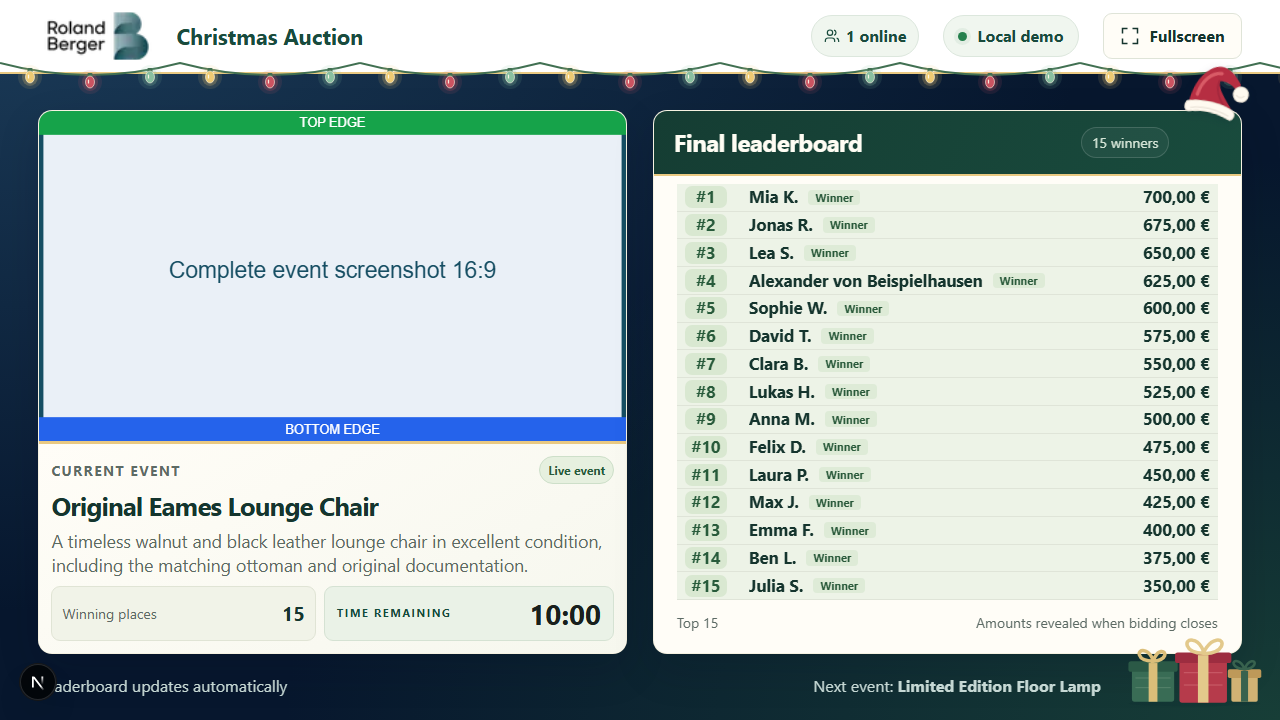 Roland
Berger
Christmas Auction
1 online
Local demo
Fullscreen
TOP EDGE
Complete event screenshot 16:9
BOTTOM EDGE
CURRENT EVENT
Live event
Original Eames Lounge Chair
A timeless walnut and black leather lounge chair in excellent condition,
including the matching ottoman and original documentation.
Winning places 15
TIME REMAINING 10:00
Final leaderboard
15 winners
#1 Mia K. Winner 700,00 €
#2 Jonas R. Winner 675,00 €
#3 Lea S. Winner 650,00 €
#4 Alexander von Beispielhausen Winner 625,00 €
#5 Sophie W. Winner 600,00 €
#6 David T. Winner 575,00 €
#7 Clara B. Winner 550,00 €
#8 Lukas H. Winner 525,00 €
#9 Anna M. Winner 500,00 €
#10 Felix D. Winner 475,00 €
#11 Laura P. Winner 450,00 €
#12 Max J. Winner 425,00 €
#13 Emma F. Winner 400,00 €
#14 Ben L. Winner 375,00 €
#15 Julia S. Winner 350,00 €
Top 15
Amounts revealed when bidding closes
N
aderboard updates automatically
Next event: Limited Edition Floor Lamp